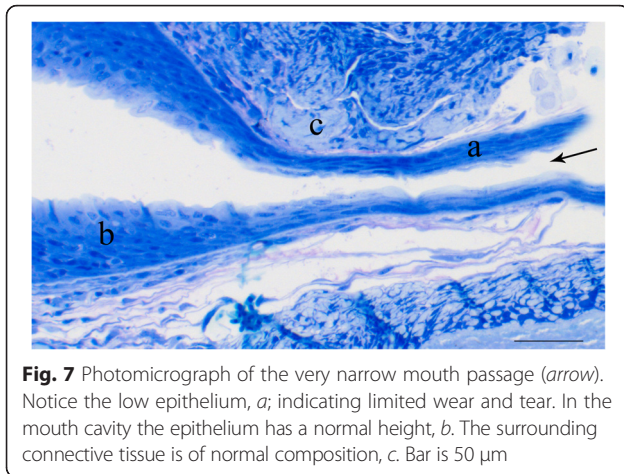 c
a
b
Fig. 7 Photomicrograph of the very narrow mouth passage (arrow).
Notice the low epithelium, a; indicating limited wear and tear. In the
mouth cavity the epithelium has a normal height, b. The surrounding
connective tissue is of normal composition, c. Bar is 50 µm